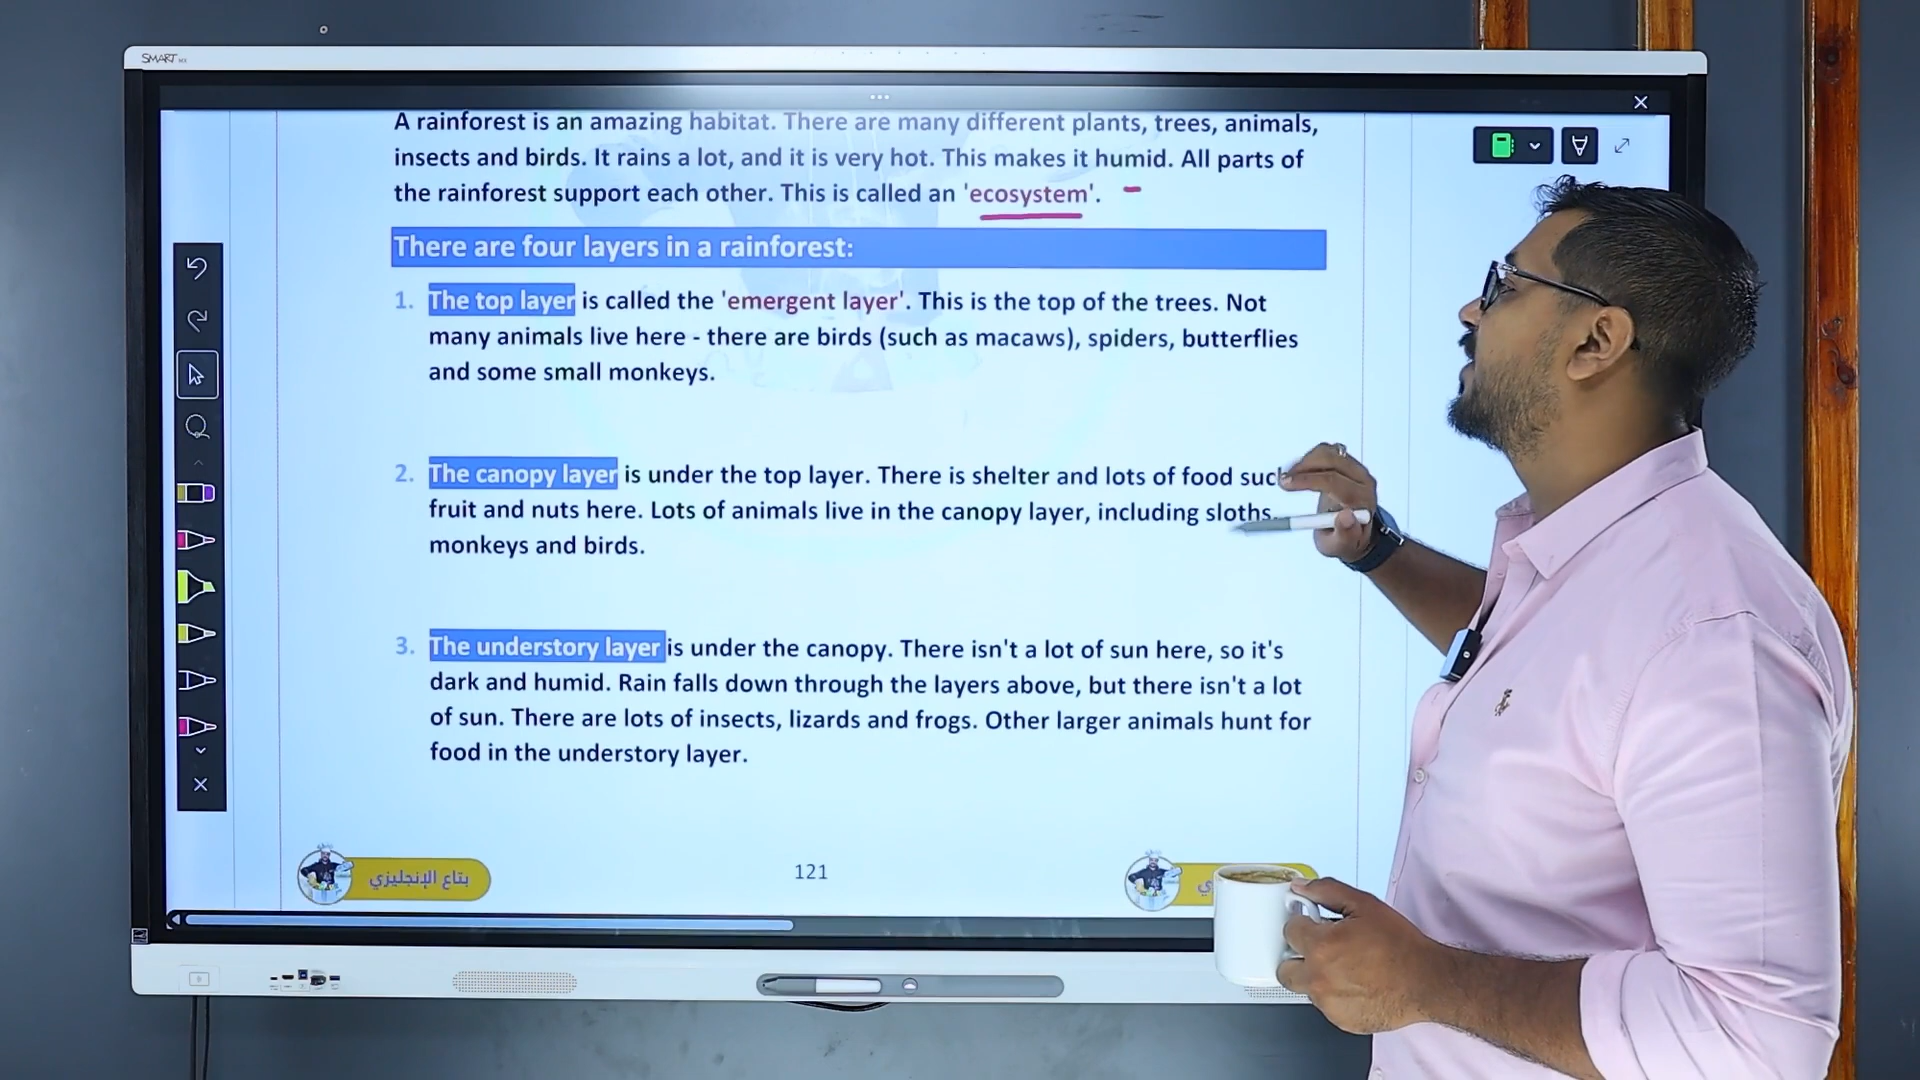 SMART
A rainforest is an amazing habitat. There are many different plants, trees, animals,
insects and birds. It rains a lot, and it is very hot. This makes it humid. All parts of
the rainforest support each other. This is called an 'ecosystem'.
There are four layers in a rainforest:
1. The top layer is called the 'emergent layer'. This is the top of the trees. Not
many animals live here - there are birds (such as macaws), spiders, butterflies
and some small monkeys.
2. The canopy layer is under the top layer. There is shelter and lots of food
fruit and nuts here. Lots of animals live in the canopy layer, including sloths,
monkeys and birds.
3. The understory layer is under the canopy. There isn't a lot of sun here, so it's
dark and humid. Rain falls down through the layers above, but there isn't a lot
of sun. There are lots of insects, lizards and frogs. Other larger animals hunt for
food in the understory layer.
بتاع الإنجليزي
121